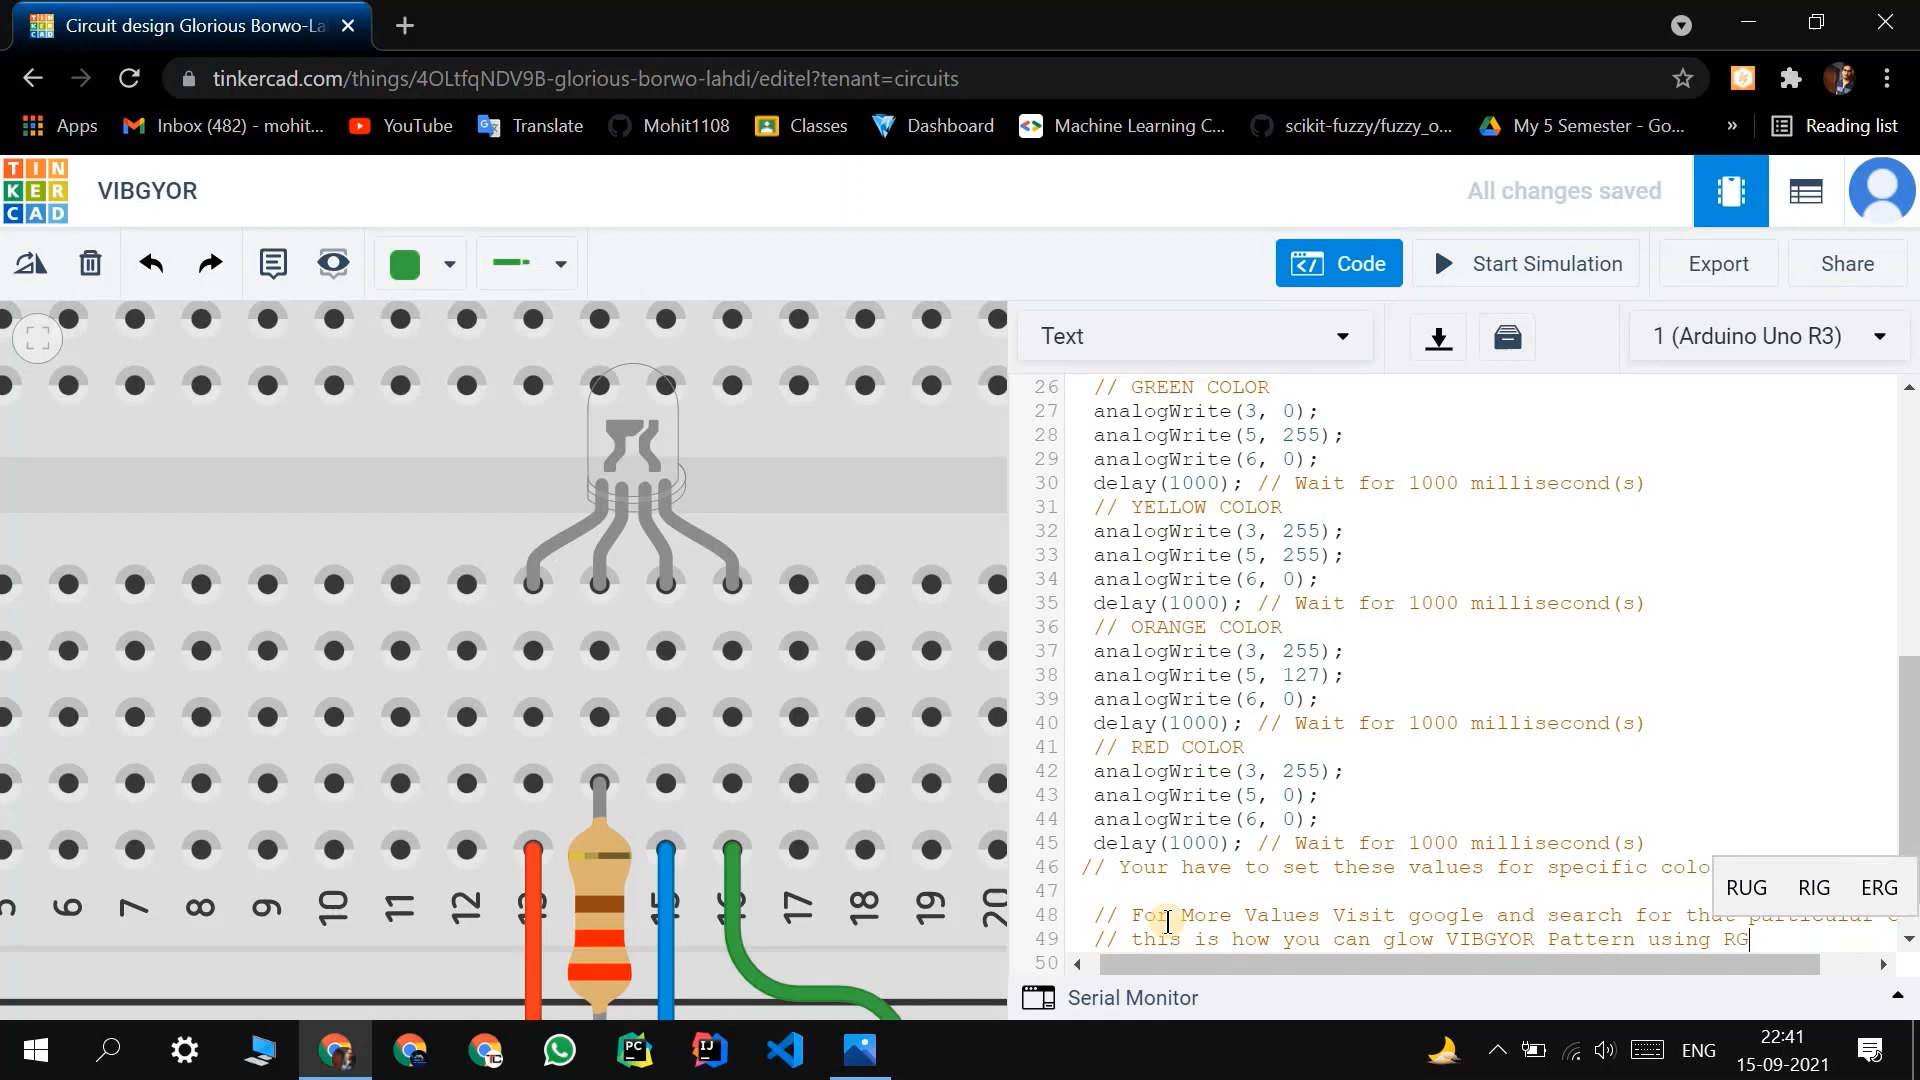 Circuit design Glorious Borwo-La
tinkercad.com/things/4OLtfqNDV9B-glorious-borwo-lahdi/editel?tenant=circuits
Apps
Inbox (482) - mohit...
YouTube
Translate
Mohit1108
Classes
Dashboard
Machine Learning C...
scikit-fuzzy/fuzzy_o...
My 5 Semester - Go...
»
Reading list
TIN
KER
CAD
VIBGYOR
All changes saved
Code
Start Simulation
Export
Share
Text
1 (Arduino Uno R3)
26 // GREEN COLOR
27 analogWrite(3, 0);
28 analogWrite(5, 255);
29 analogWrite(6, 0);
30 delay(1000); // Wait for 1000 millisecond(s)
31 // YELLOW COLOR
32 analogWrite(3, 255);
33 analogWrite(5, 255);
34 analogWrite(6, 0);
35 delay(1000); // Wait for 1000 millisecond(s)
36 // ORANGE COLOR
37 analogWrite(3, 255);
38 analogWrite(5, 127);
39 analogWrite(6, 0);
40 delay(1000); // Wait for 1000 millisecond(s)
41 // RED COLOR
42 analogWrite(3, 255);
43 analogWrite(5, 0);
44 analogWrite(6, 0);
45 delay(1000); // Wait for 1000 millisecond(s)
46 // Your have to set these values for specific colo
47
48 // For More Values Visit google and search for that particular
49 // this is how you can glow VIBGYOR Pattern using RG
50
RUG RIG ERG
5 6 7 8 9 10 11 12 13 15 16 17 18 19 20
Serial Monitor
PC
IJ
TC
ENG
22:41
15-09-2021